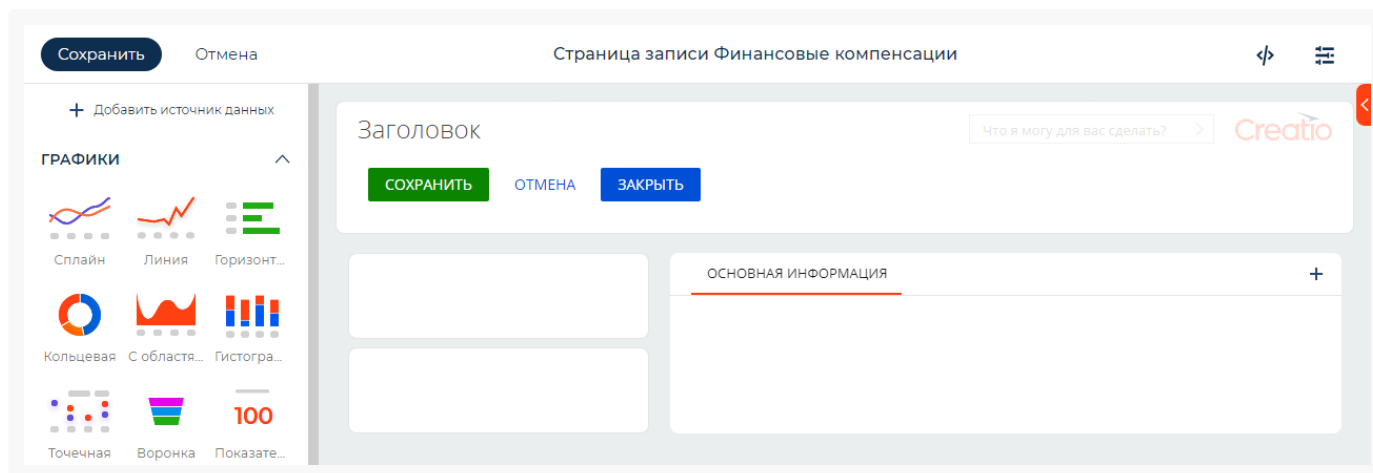 Сохранить Отмена Страница записи Финансовые компенсации </>
+ Добавить источник данных
Заголовок Что я могу для вас сделать? > Creatio
ГРАФИКИ
СОХРАНИТЬ ОТМЕНА ЗАКРЫТЬ
Сплайн Линия Горизонт...
ОСНОВНАЯ ИНФОРМАЦИЯ +
Кольцевая С областя... Гистогра...
100
Точечная Воронка Показате...